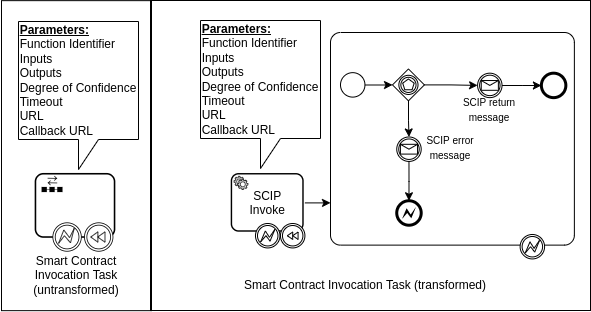 Parameters:
Function Identifier
Inputs
Outputs
Degree of Confidence
Timeout
URL
Callback URL
Smart Contract
Invocation Task
(untransformed)
Parameters:
Function Identifier
Inputs
Outputs
Degree of Confidence
Timeout
URL
Callback URL
SCIP
Invoke
SCIP return
message
SCIP error
message
Smart Contract Invocation Task (transformed)